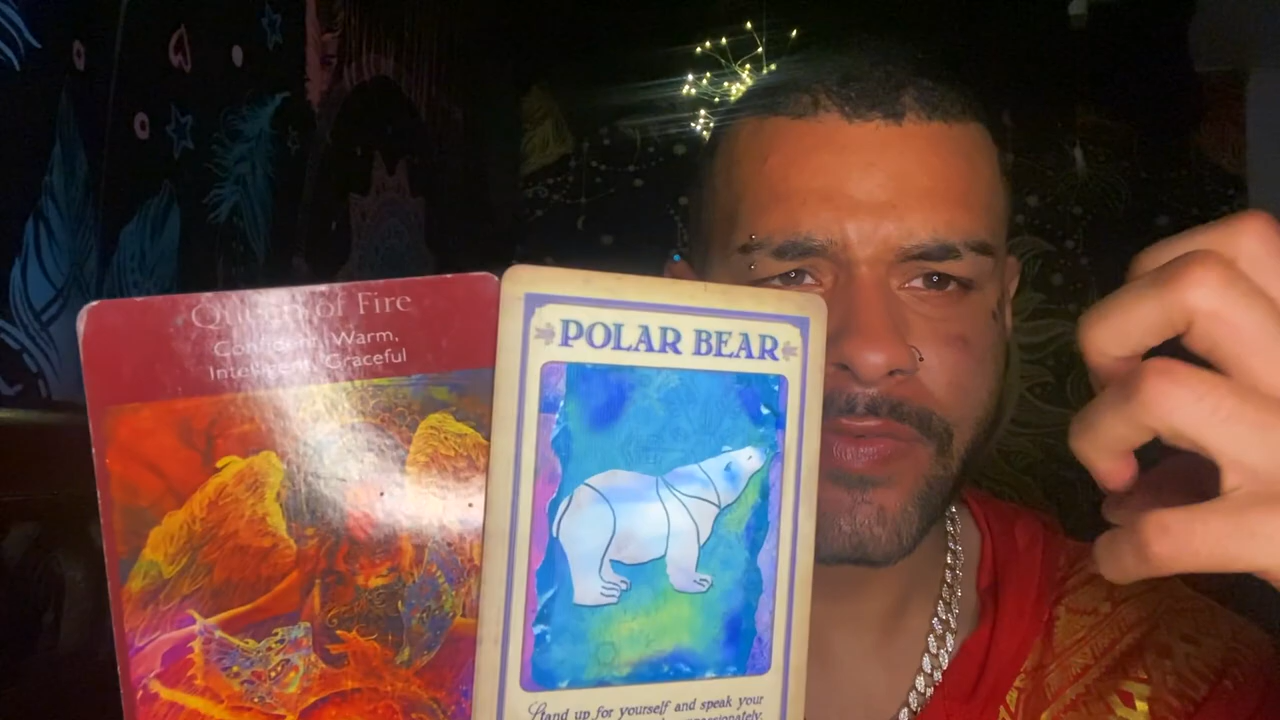 Queen of Fire
Confident, Warm,
Intelligent, Graceful
POLAR BEAR
Stand up for yourself and speak your